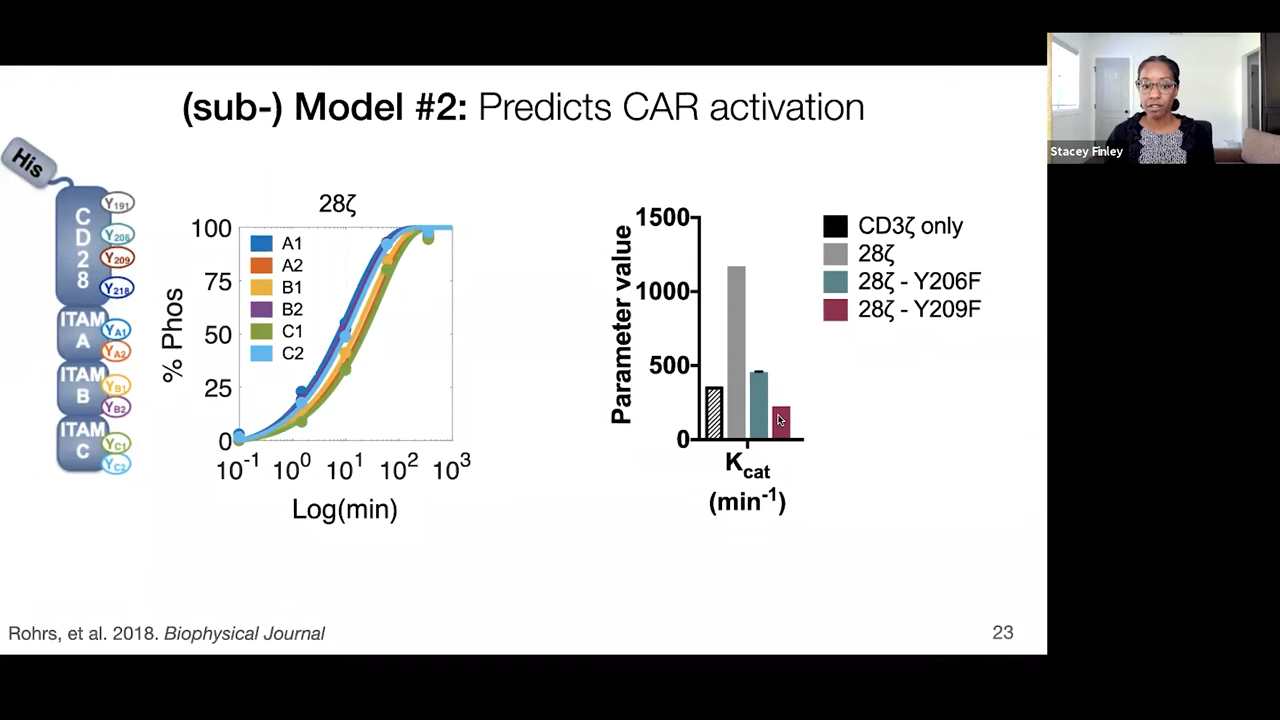 (sub-) Model #2: Predicts CAR activation
Stacey Finley
His
CD28
Y191
Y206
Y209
Y218
ITAM
A
YA1
YA2
ITAM
B
YB1
YB2
ITAM
C
YC1
YC2
28ζ
% Phos
100
75
50
25
0
A1
A2
B1
B2
C1
C2
10-1 100 101 102 103
Log(min)
Parameter value
1500
1000
500
0
Kcat
(min-1)
CD3ζ only
28ζ
28ζ - Y206F
28ζ - Y209F
Rohrs, et al. 2018. Biophysical Journal
23